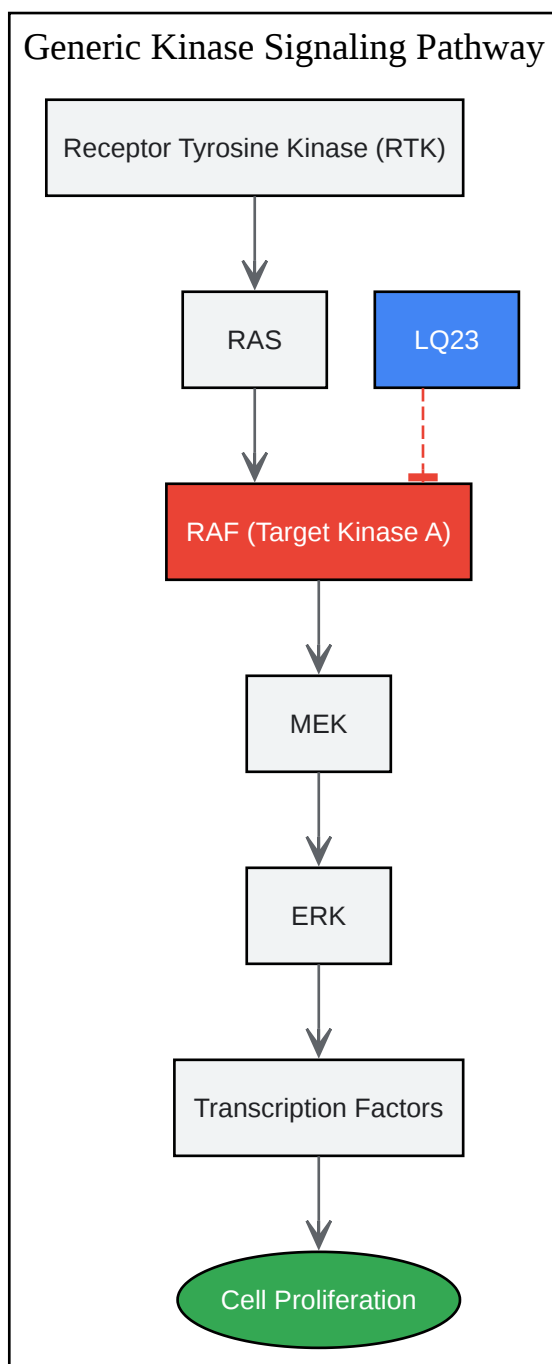 Generic Kinase Signaling Pathway
Receptor Tyrosine Kinase (RTK)
RAS
LQ23
RAF (Target Kinase A)
MEK
ERK
Transcription Factors
Cell Proliferation